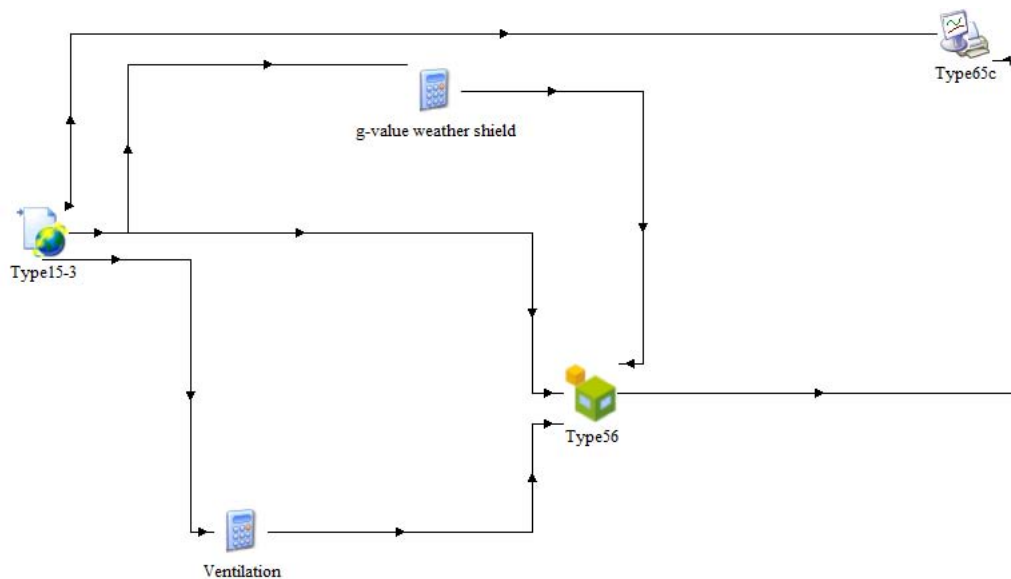 Type65c
g-value weather shield
Type15-3
Type56
Ventilation